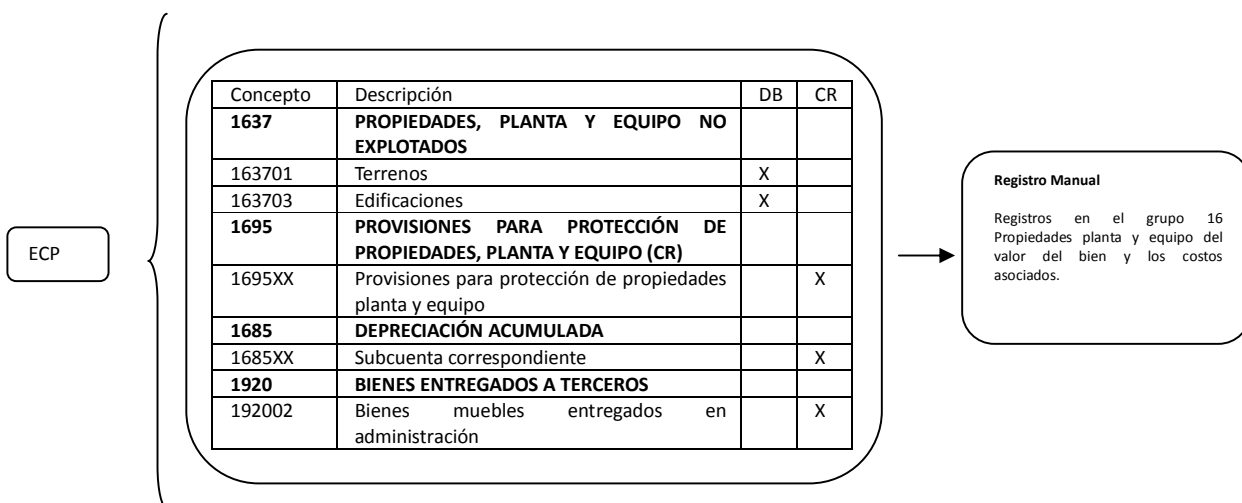 Concepto Descripción DB CR
1637 PROPIEDADES, PLANTA Y EQUIPO NO
EXPLOTADOS
163701 Terrenos X
163703 Edificaciones X
1695 PROVISIONES PARA PROTECCIÓN DE
PROPIEDADES, PLANTA Y EQUIPO (CR)
1695XX Provisiones para protección de propiedades X
planta y equipo
1685 DEPRECIACIÓN ACUMULADA
1685XX Subcuenta correspondiente X
1920 BIENES ENTREGADOS A TERCEROS
192002 Bienes muebles entregados en X
administración
ECP
Registro Manual
Registros en el grupo 16
Propiedades planta y equipo del
valor del bien y los costos
asociados.